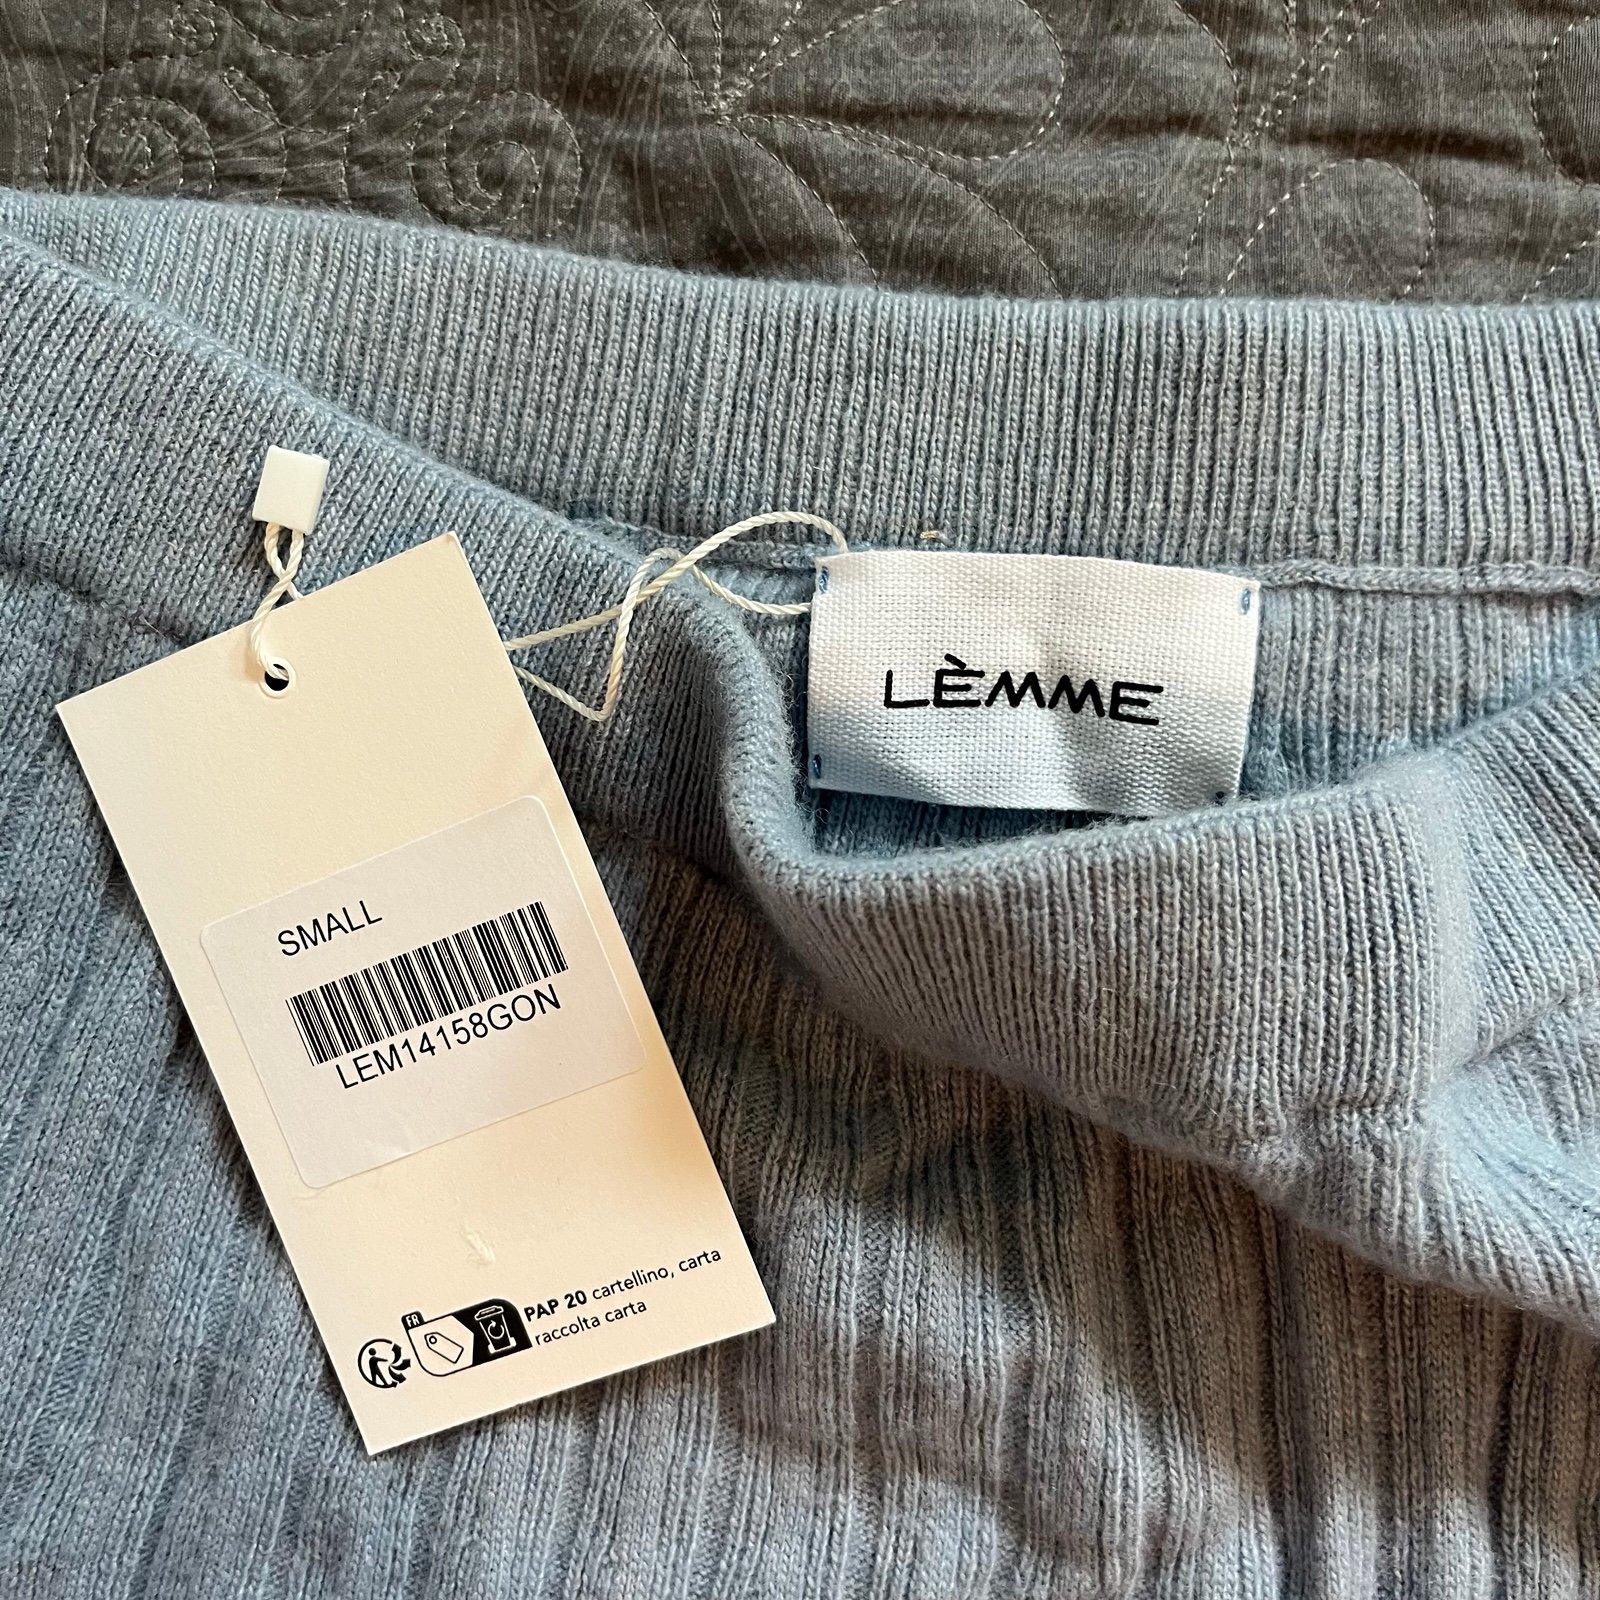 LÈMME
SMALL
LEM14158GON
FR
PAP 20 cartellino, carta
raccolta carta